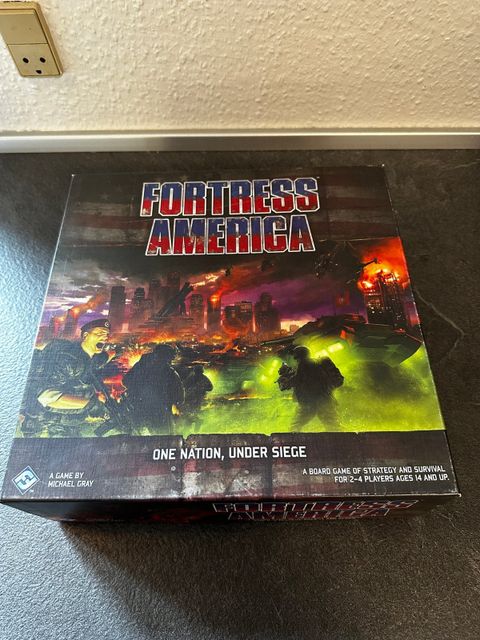 FORTRESS
AMERICA
ONE NATION, UNDER SIEGE
A GAME BY
MICHAEL GRAY
A BOARD GAME OF STRATEGY AND SURVIVAL
FOR 2–4 PLAYERS AGES 14 AND UP.
FORTRESS
AMERICA